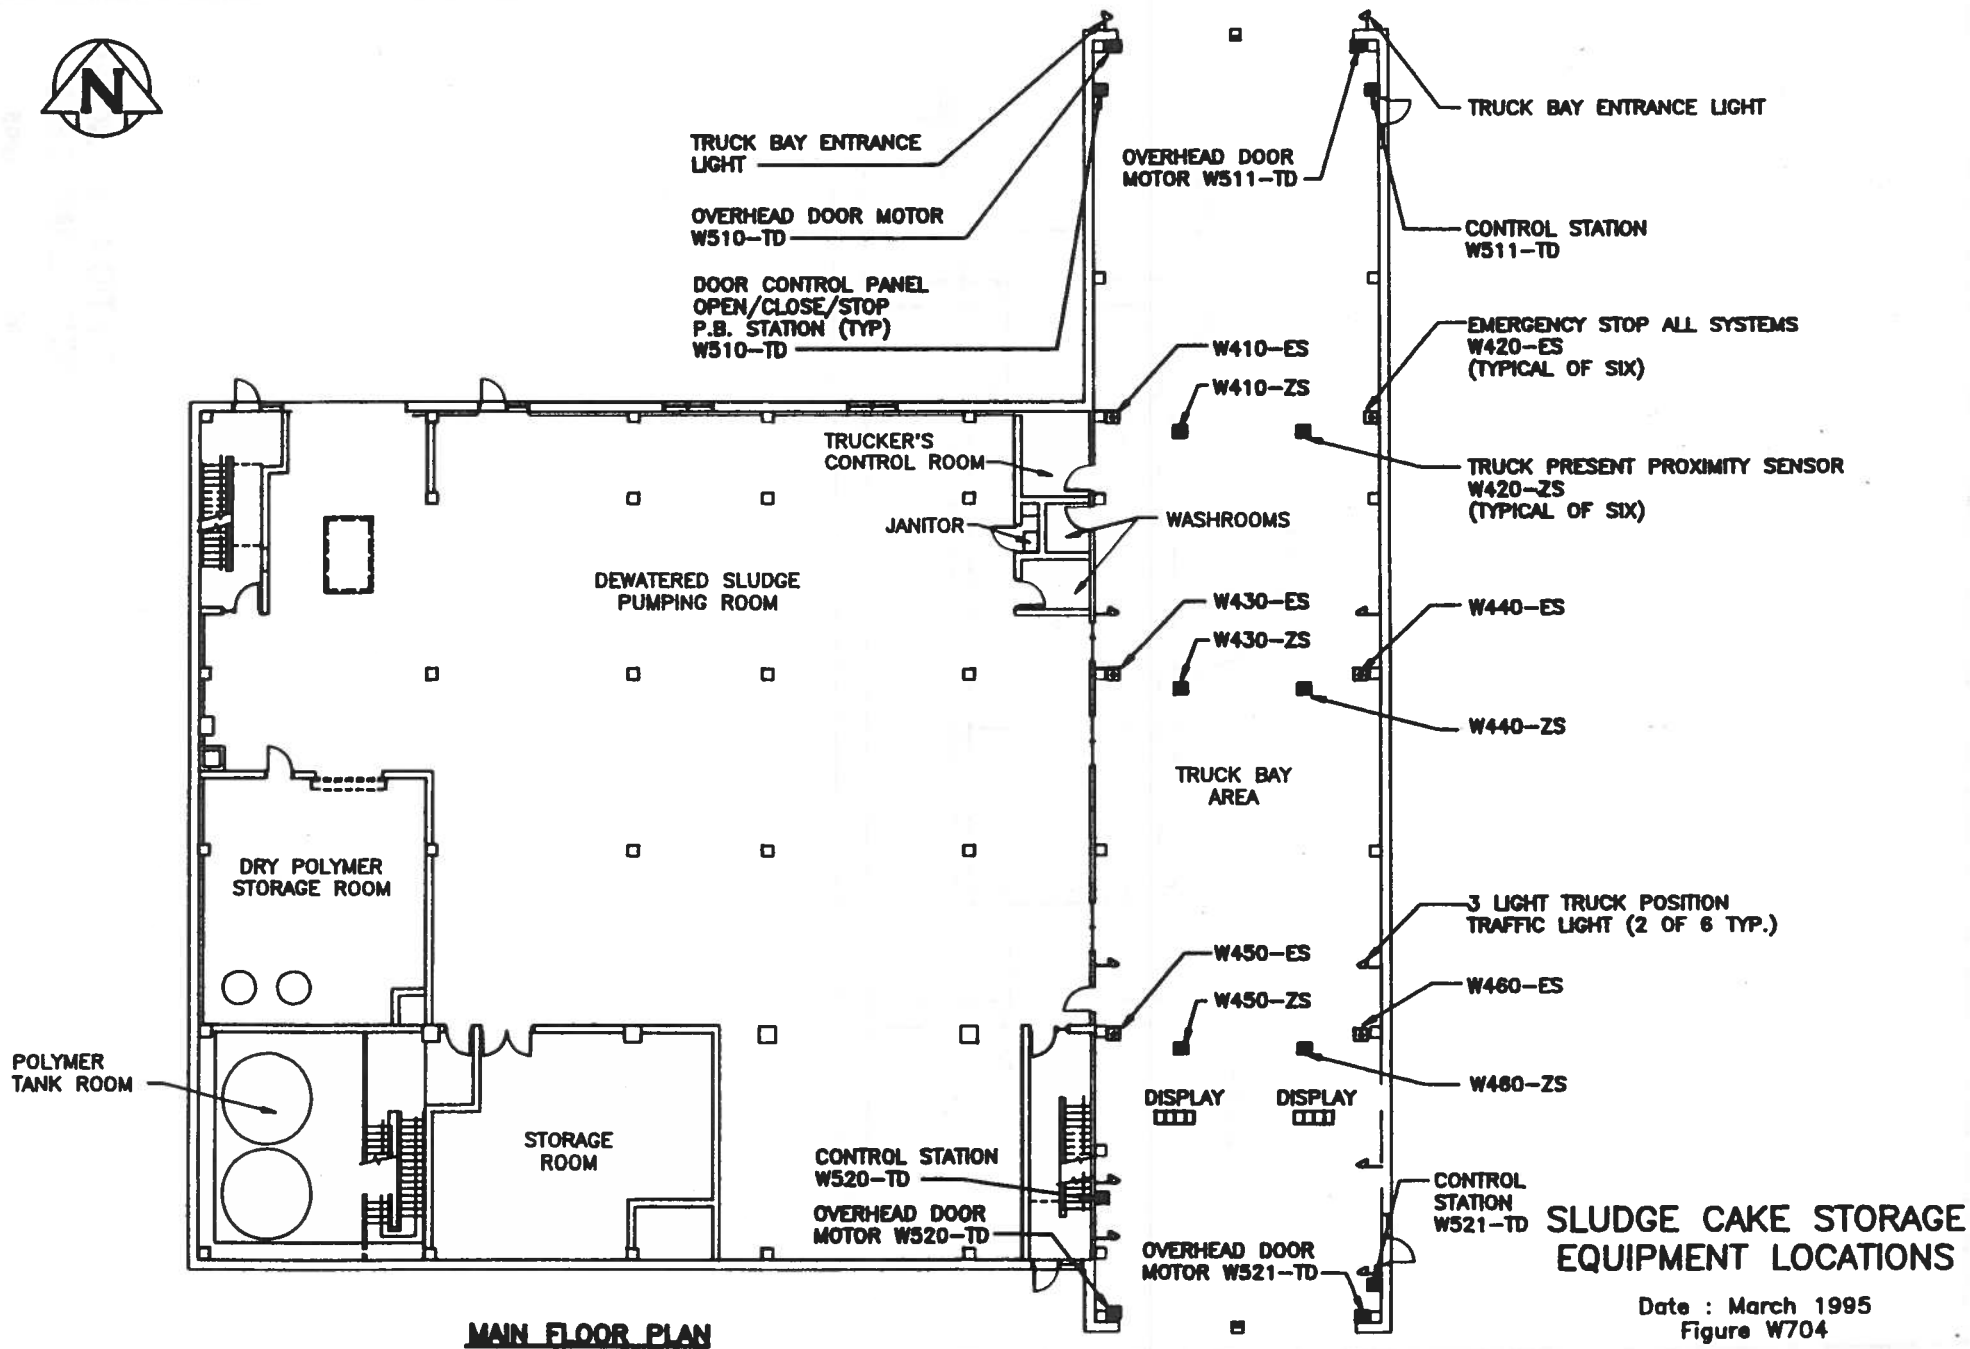 N
TRUCK BAY ENTRANCE
LIGHT
OVERHEAD DOOR MOTOR
W510-TD
DOOR CONTROL PANEL
OPEN/CLOSE/STOP
P.B. STATION (TYP)
W510-TD
TRUCK BAY ENTRANCE LIGHT
OVERHEAD DOOR
MOTOR W511-TD
CONTROL STATION
W511-TD
W410-ES
W410-ZS
EMERGENCY STOP ALL SYSTEMS
W420-ES
(TYPICAL OF SIX)
TRUCKER'S
CONTROL ROOM
TRUCK PRESENT PROXIMITY SENSOR
W420-ZS
(TYPICAL OF SIX)
JANITOR
WASHROOMS
DEWATERED SLUDGE
PUMPING ROOM
W430-ES
W430-ZS
W440-ES
W440-ZS
TRUCK BAY
AREA
DRY POLYMER
STORAGE ROOM
3 LIGHT TRUCK POSITION
TRAFFIC LIGHT (2 OF 6 TYP.)
W450-ES
W450-ZS
W460-ES
W460-ZS
POLYMER
TANK ROOM
DISPLAY
DISPLAY
STORAGE
ROOM
CONTROL STATION
W520-TD
OVERHEAD DOOR
MOTOR W520-TD
CONTROL
STATION
W521-TD
OVERHEAD DOOR
MOTOR W521-TD
SLUDGE CAKE STORAGE
EQUIPMENT LOCATIONS
Date : March 1995
Figure W704
MAIN FLOOR PLAN